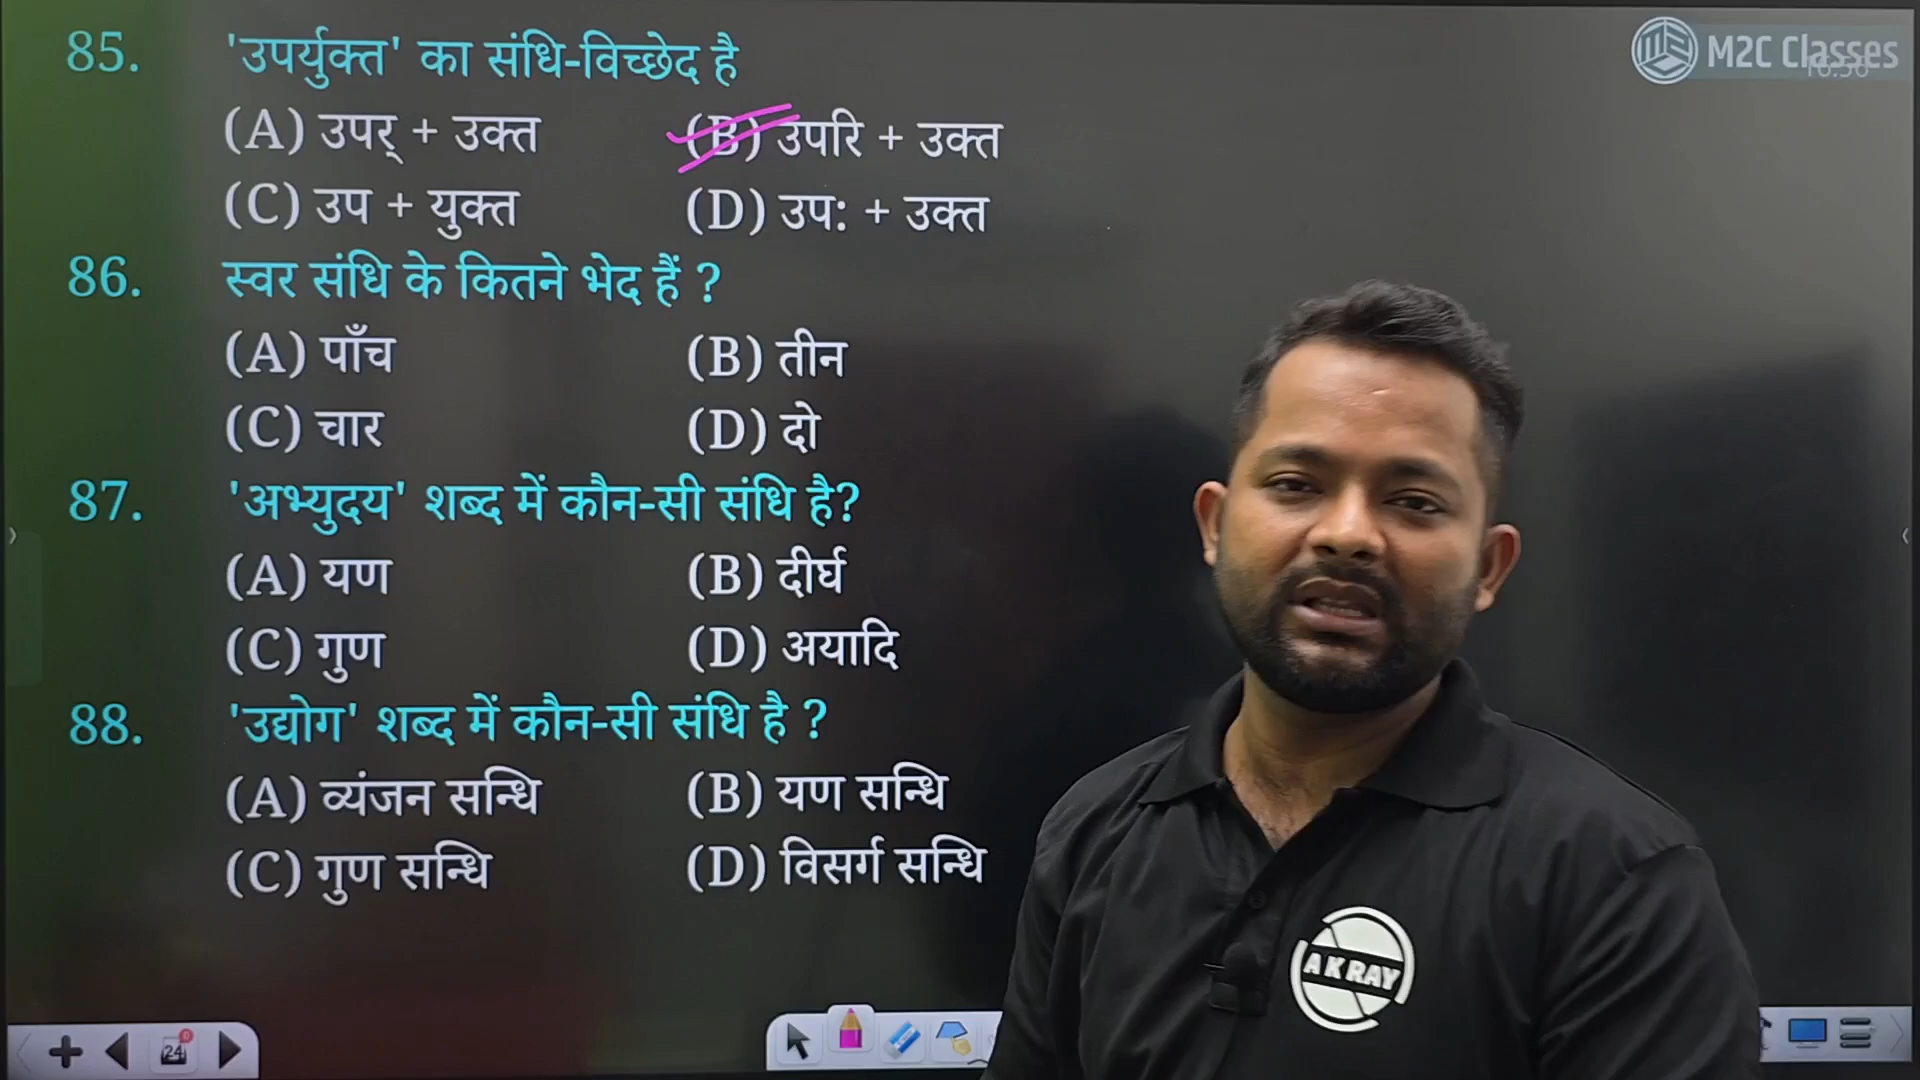 M2C Classes
85. 'उपर्युक्त' का संधि-विच्छेद है
(A) उपर् + उक्त (B) उपरि + उक्त
(C) उप + युक्त (D) उप: + उक्त
86. स्वर संधि के कितने भेद हैं ?
(A) पाँच (B) तीन
(C) चार (D) दो
87. 'अभ्युदय' शब्द में कौन-सी संधि है?
(A) यण (B) दीर्घ
(C) गुण (D) अयादि
88. 'उद्योग' शब्द में कौन-सी संधि है ?
(A) व्यंजन सन्धि (B) यण सन्धि
(C) गुण सन्धि (D) विसर्ग सन्धि
A K RAY
24